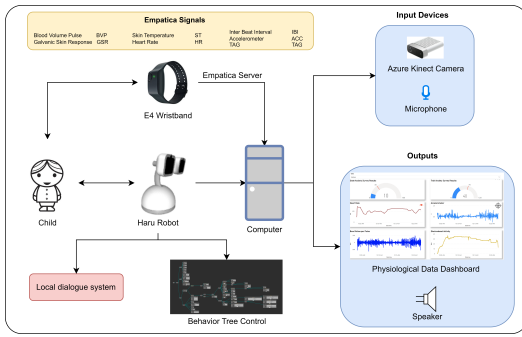 Empatica Signals
Blood Volume Pulse BVP Skin Temperature ST Inter Beat Interval IBI
Galvanic Skin Response GSR Heart Rate HR Accelerometer ACC
TAG TAG
Input Devices
Azure Kinect Camera
Microphone
Empatica Server
E4 Wristband
Outputs
Child
Haru Robot
Computer
Physiological Data Dashboard
Local dialogue system
Speaker
Behavior Tree Control